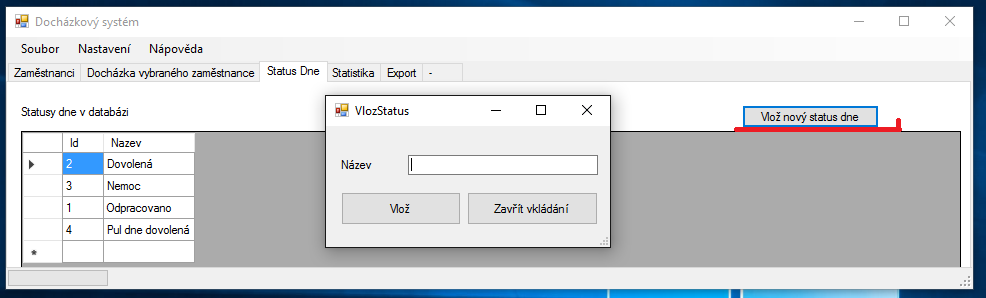 Docházkový systém
Soubor Nastavení Nápověda
Zaměstnanci Docházka vybraného zaměstnance Status Dne Statistika Export -
Statusy dne v databázi
Vlož nový status dne
VlozStatus
Název
Vlož Zavřít vkládání
Id Nazev
2 Dovolená
3 Nemoc
1 Odpracovano
4 Pul dne dovolená
*